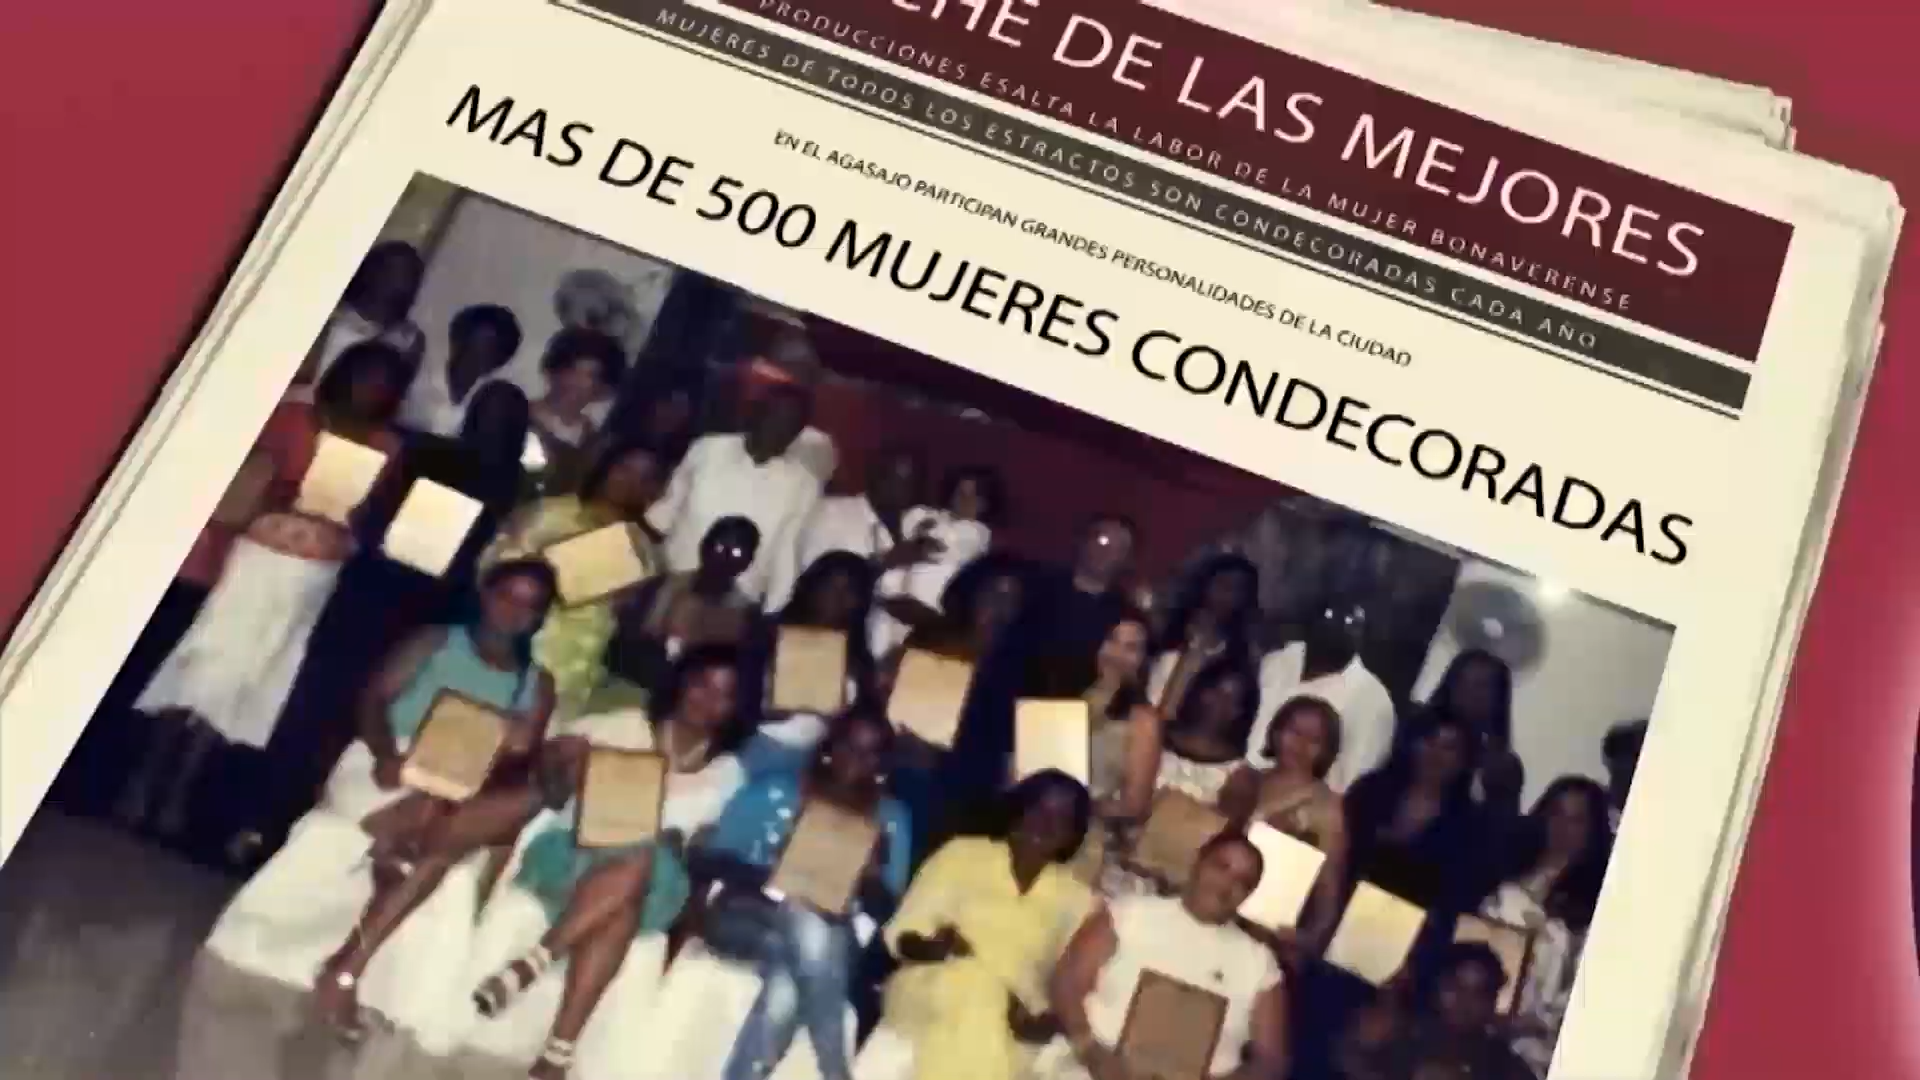 DE LAS MEJORES
PRODUCCIONES ESALTA LA LABOR DE LA MUJER BONAVERENSE
MUJERES DE TODOS LOS ESTRACTOS SON CONDECORADAS CADA AÑO
EN EL AGASAJO PARTICIPAN GRANDES PERSONALIDADES DE LA CIUDAD
MAS DE 500 MUJERES CONDECORADAS